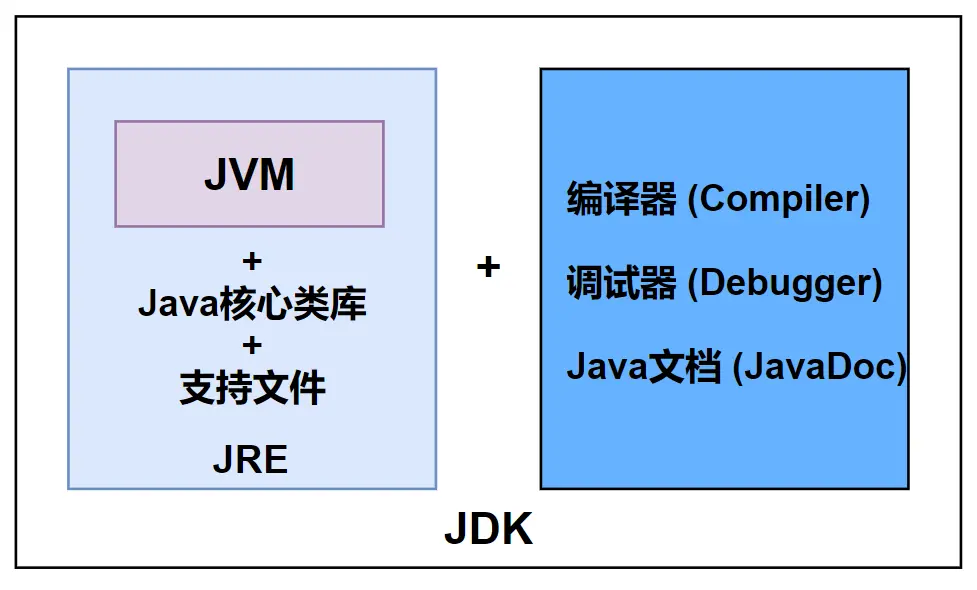 JVM
+
Java核心类库
+
支持文件
JRE
+
编译器 (Compiler)
调试器 (Debugger)
Java文档 (JavaDoc)
JDK